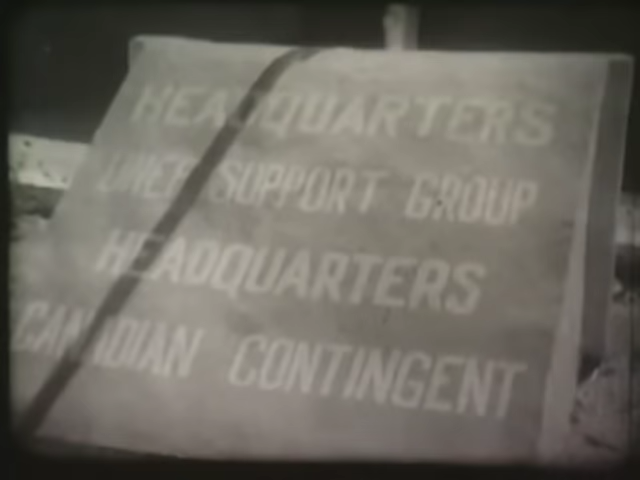 HEADQUARTERS
UNEF SUPPORT GROUP
HEADQUARTERS
CANADIAN CONTINGENT